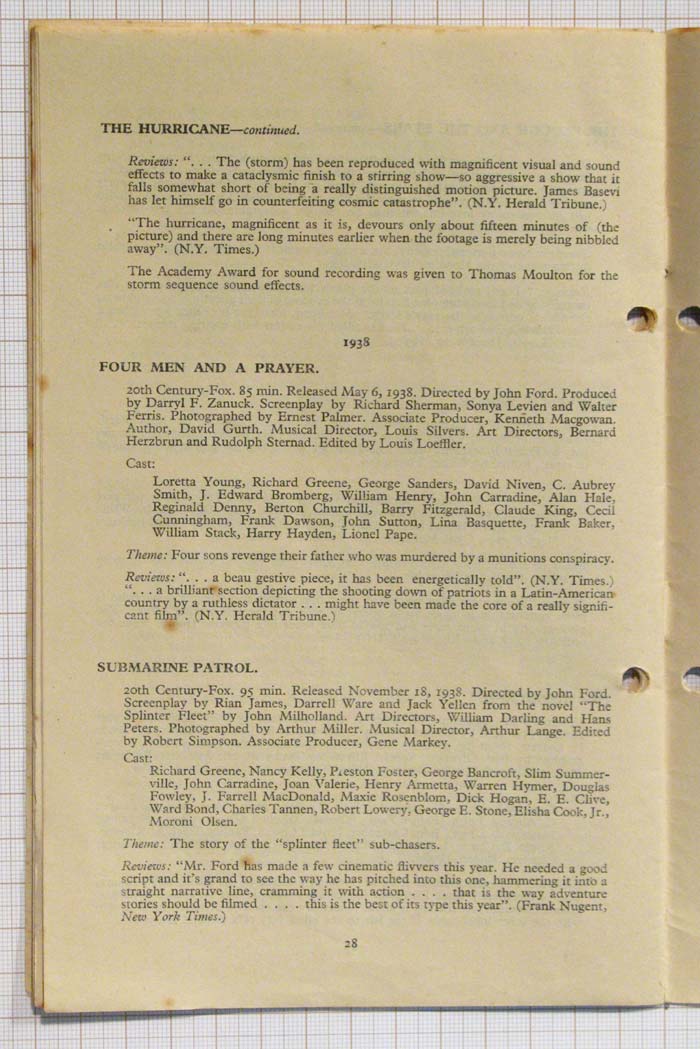 THE HURRICANE—continued.
Reviews: “. . . The (storm) has been reproduced with magnificent visual and sound
effects to make a cataclysmic finish to a stirring show—so aggressive a show that it
falls somewhat short of being a really distinguished motion picture. James Basevi
has let himself go in counterfeiting cosmic catastrophe”. (N.Y. Herald Tribune.)
“The hurricane, magnificent as it is, devours only about fifteen minutes of (the
picture) and there are long minutes earlier when the footage is merely being nibbled
away”. (N.Y. Times.)
The Academy Award for sound recording was given to Thomas Moulton for the
storm sequence sound effects.
1938
FOUR MEN AND A PRAYER.
20th Century-Fox. 85 min. Released May 6, 1938. Directed by John Ford. Produced
by Darryl F. Zanuck. Screenplay by Richard Sherman, Sonya Levien and Walter
Ferris. Photographed by Ernest Palmer. Associate Producer, Kenneth Macgowan.
Author, David Gurth. Musical Director, Louis Silvers. Art Directors, Bernard
Herzbrun and Rudolph Sternad. Edited by Louis Loeffler.
Cast:
Loretta Young, Richard Greene, George Sanders, David Niven, C. Aubrey
Smith, J. Edward Bromberg, William Henry, John Carradine, Alan Hale,
Reginald Denny, Berton Churchill, Barry Fitzgerald, Claude King, Cecil
Cunningham, Frank Dawson, John Sutton, Lina Basquette, Frank Baker,
William Stack, Harry Hayden, Lionel Pape.
Theme: Four sons revenge their father who was murdered by a munitions conspiracy.
Reviews: “. . . a beau gestive piece, it has been energetically told”. (N.Y. Times.)
“. . . a brilliant section depicting the shooting down of patriots in a Latin-American
country by a ruthless dictator . . . might have been made the core of a really signifi-
cant film”. (N.Y. Herald Tribune.)
SUBMARINE PATROL.
20th Century-Fox. 95 min. Released November 18, 1938. Directed by John Ford.
Screenplay by Rian James, Darrell Ware and Jack Yellen from the novel “The
Splinter Fleet” by John Milholland. Art Directors, William Darling and Hans
Peters. Photographed by Arthur Miller. Musical Director, Arthur Lange. Edited
by Robert Simpson. Associate Producer, Gene Markey.
Cast:
Richard Greene, Nancy Kelly, Preston Foster, George Bancroft, Slim Summer-
ville, John Carradine, Joan Valerie, Henry Armetta, Warren Hymer, Douglas
Fowley, J. Farrell MacDonald, Maxie Rosenblom, Dick Hogan, E. E. Clive,
Ward Bond, Charles Tannen, Robert Lowery, George E. Stone, Elisha Cook, Jr.,
Moroni Olsen.
Theme: The story of the “splinter fleet” sub-chasers.
Reviews: “Mr. Ford has made a few cinematic flivvers this year. He needed a good
script and it’s grand to see the way he has pitched into this one, hammering it into a
straight narrative line, cramming it with action . . . . that is the way adventure
stories should be filmed . . . . this is the best of its type this year”. (Frank Nugent,
New York Times.)
28